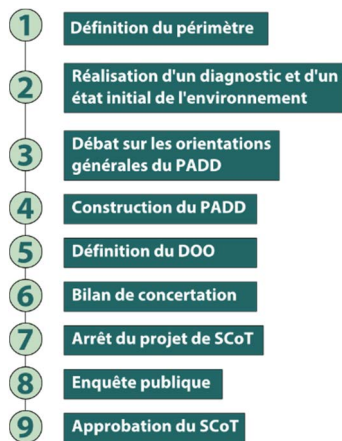 1 Définition du périmètre
2 Réalisation d'un diagnostic et d'un
état initial de l'environnement
3 Débat sur les orientations
générales du PADD
4 Construction du PADD
5 Définition du DOO
6 Bilan de concertation
7 Arrêt du projet de SCoT
8 Enquête publique
9 Approbation du SCoT